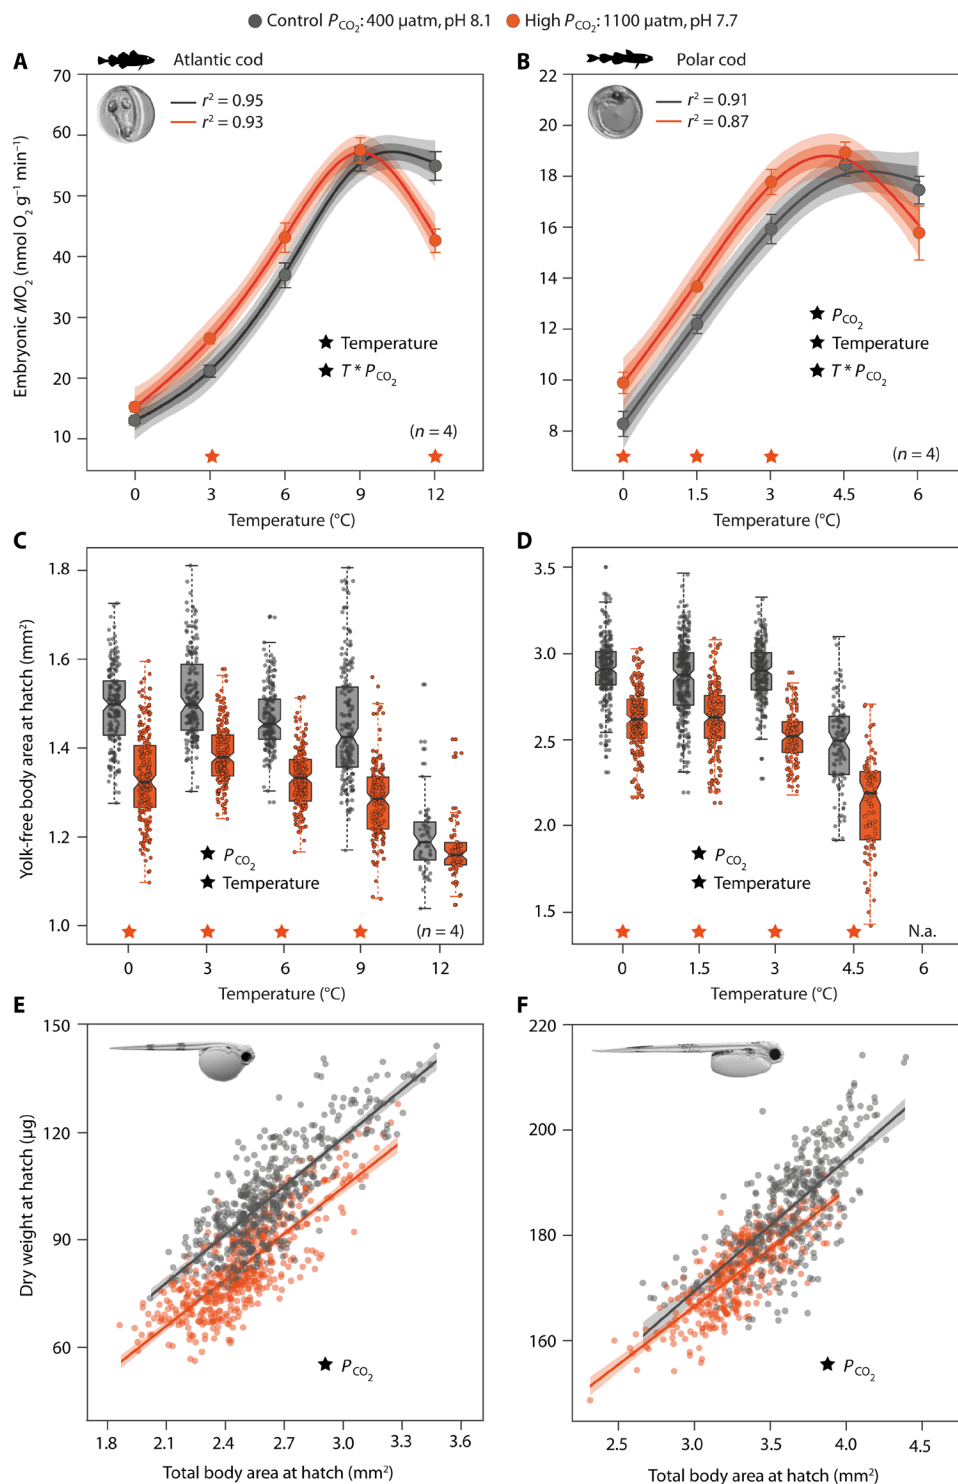 Control PCO2: 400 µatm, pH 8.1 High PCO2: 1100 µatm, pH 7.7
A Atlantic cod
r² = 0.95
r² = 0.93
Embryonic MO2 (nmol O2 g−1 min−1)
70
60
50
40
30
20
10
★ Temperature
★ T * PCO2
(n = 4)
0 3 6 9 12
Temperature (°C)
B Polar cod
r² = 0.91
r² = 0.87
22
20
18
16
14
12
10
8
★ PCO2
★ Temperature
★ T * PCO2
(n = 4)
0 1.5 3 4.5 6
Temperature (°C)
C
Yolk-free body area at hatch (mm²)
1.8
1.6
1.4
1.2
1.0
★ PCO2
★ Temperature
(n = 4)
0 3 6 9 12
Temperature (°C)
D
3.5
3.0
2.5
2.0
1.5
★ PCO2
★ Temperature
N.a.
0 1.5 3 4.5 6
Temperature (°C)
E
Dry weight at hatch (µg)
150
120
90
60
★ PCO2
1.8 2.1 2.4 2.7 3.0 3.3 3.6
Total body area at hatch (mm²)
F
220
200
180
160
★ PCO2
2.5 3.0 3.5 4.0 4.5
Total body area at hatch (mm²)